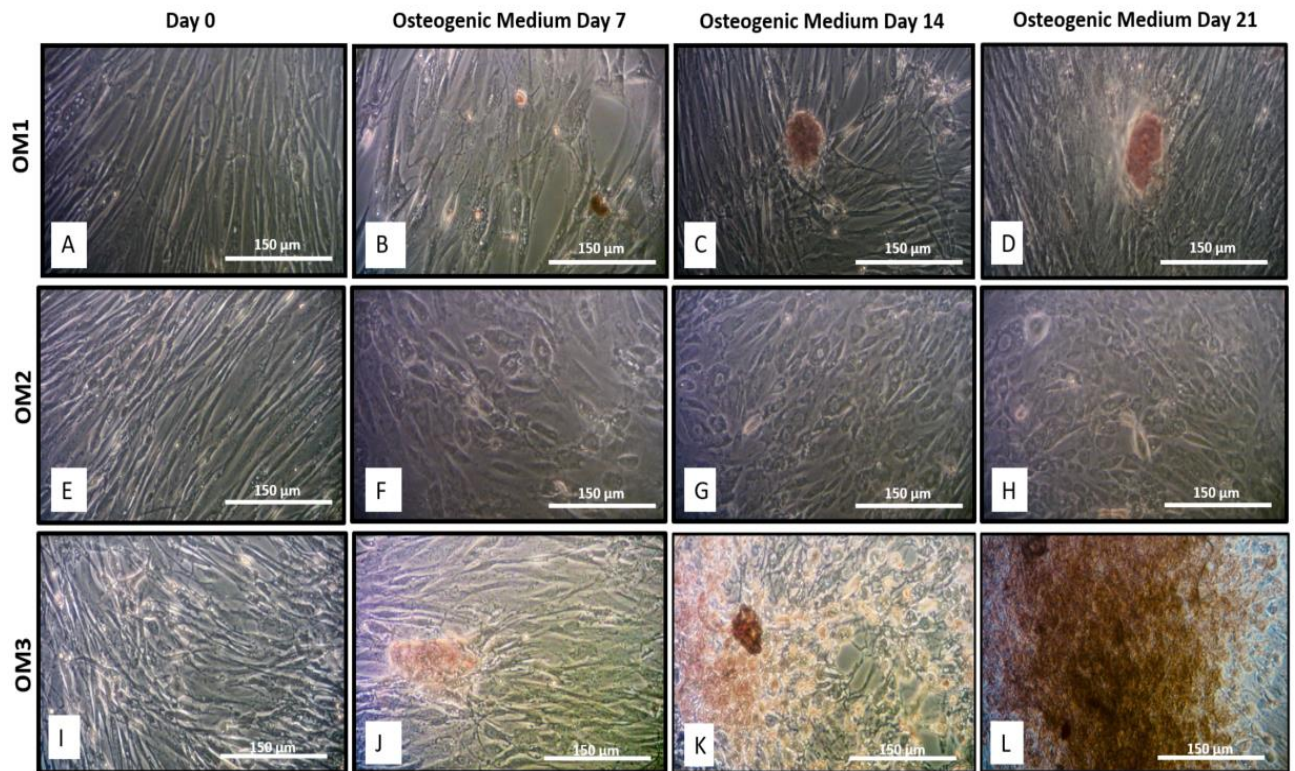 Day 0
Osteogenic Medium Day 7
Osteogenic Medium Day 14
Osteogenic Medium Day 21
OM1
A
150 µm
B
150 µm
C
150 µm
D
150 µm
OM2
E
150 µm
F
150 µm
G
150 µm
H
150 µm
OM3
I
150 µm
J
150 µm
K
150 µm
L
150 µm